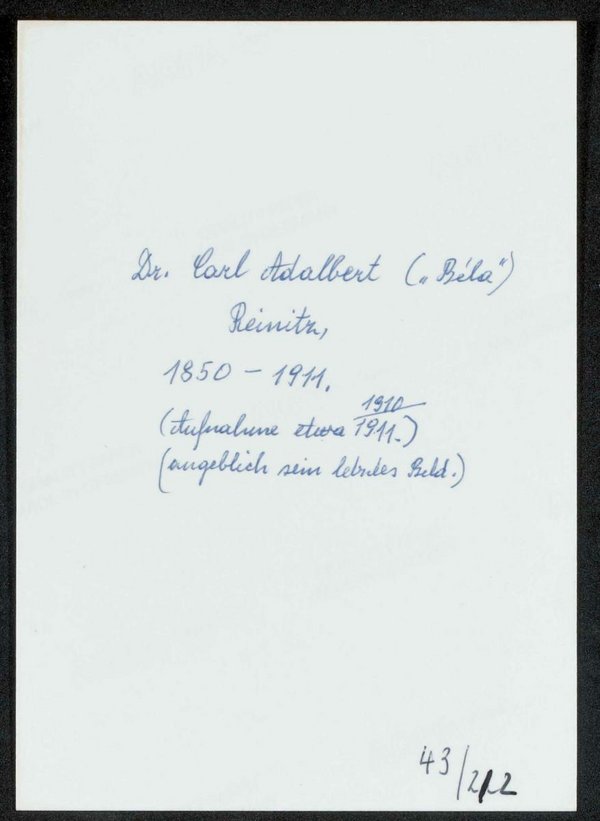 Dr. Carl Adalbert („Béla“)
Reinitz,
1850 – 1911.
(Aufnahme etwa 1910/1911.)
(angeblich sein letztes Bild.)
43/212